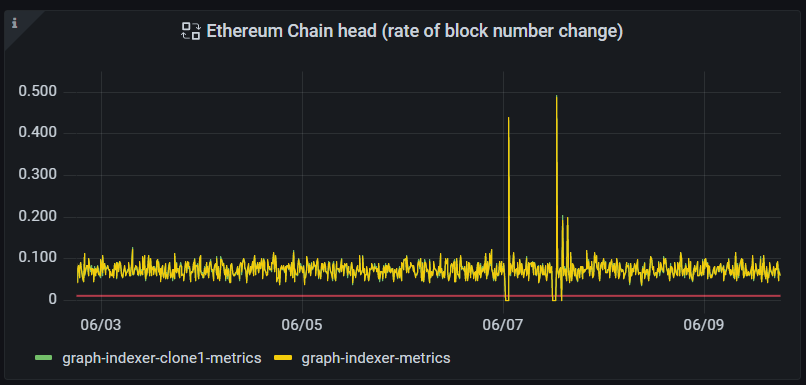 i
Ethereum Chain head (rate of block number change)
0.500
0.400
0.300
0.200
0.100
0
06/03 06/05 06/07 06/09
graph-indexer-clone1-metrics graph-indexer-metrics